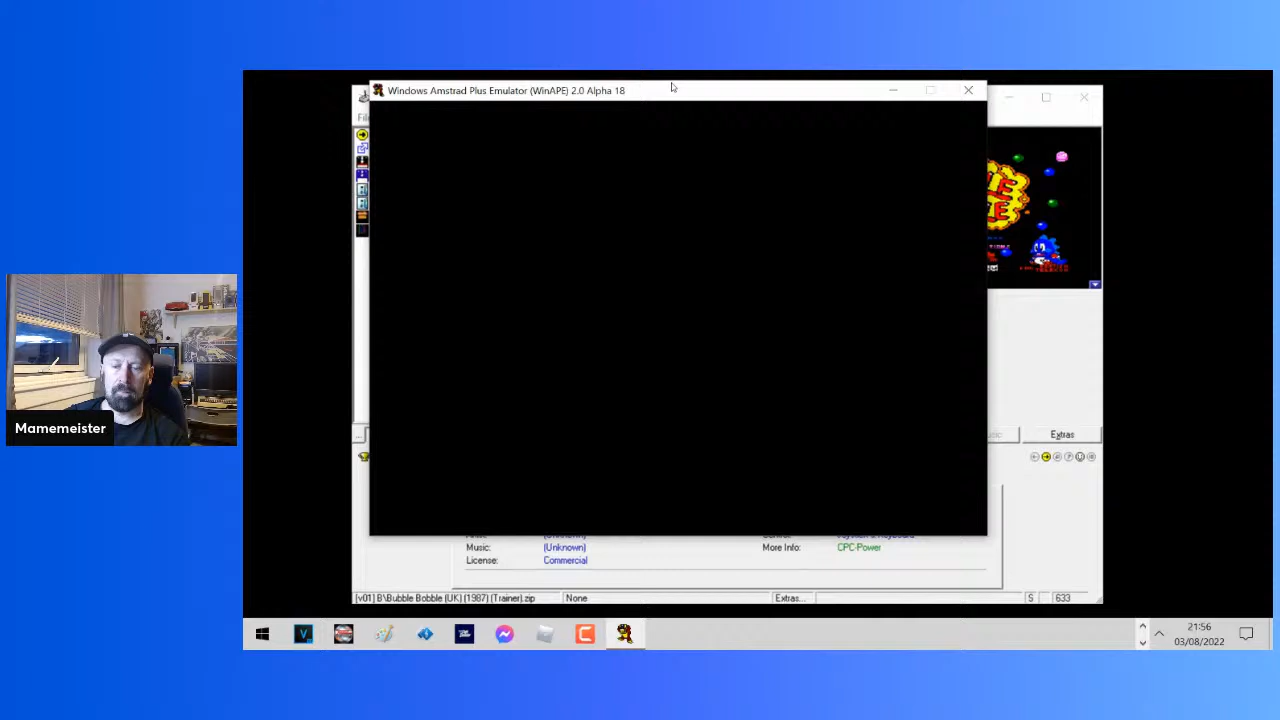 Windows Amstrad Plus Emulator (WinAPE) 2.0 Alpha 18
Extras
Music: (Unknown) More Info: CPC-Power
License: Commercial
[v01] B\Bubble Bobble (UK) (1987) (Trainer).zip None Extras... S 633
Mamemeister
21:56
03/08/2022